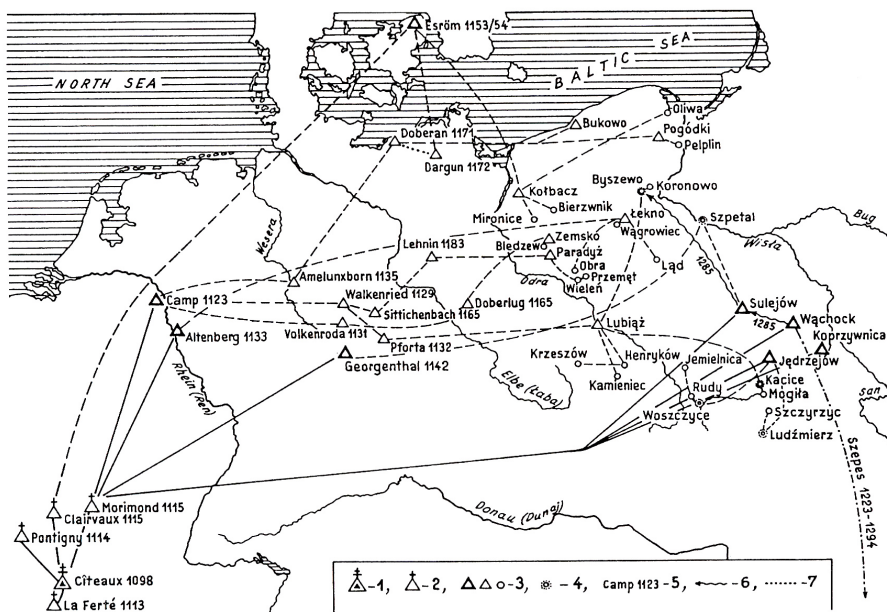 Esröm 1153/54
BALTIC SEA
NORTH SEA
Oliwa
Bukowo
Doberan 1171
Pogódki
Pelplin
Dargun 1172
Byszewo
Koronowo
Kołbacz
Bierzwnik
Mironice
Łekno
Szpetal
Bug
Wągrowiec
Wisła
Wesera
Lehnin 1183
Zemsko
Bledzew
Paradyż
Obra
Ląd
Przemęt
Wieleń
Odra
1285
Amelunxborn 1135
Camp 1123
Walkenried 1129
Doberlug 1165
Sittichenbach 1165
Sulejów
Wąchock
1285
Altenberg 1133
Volkenroda 1131
Lubiąż
Koprzywnica
Pforta 1132
Georgenthal 1142
Krzeszów
Henryków
Jemielnica
Jędrzejów
Rhein (Ren)
Elbe (Łaba)
Kamieniec
Rudy
Kacice
Mogiła
San
Woszczyce
Szczyrzyc
Ludźmierz
Szepes 1223-1294
Morimond 1115
Clairvaux 1115
Donau (Dunaj)
Pontigny 1114
Cîteaux 1098
La Ferté 1113
-1, -2, -3, -4, Camp 1123-5, -6, -7